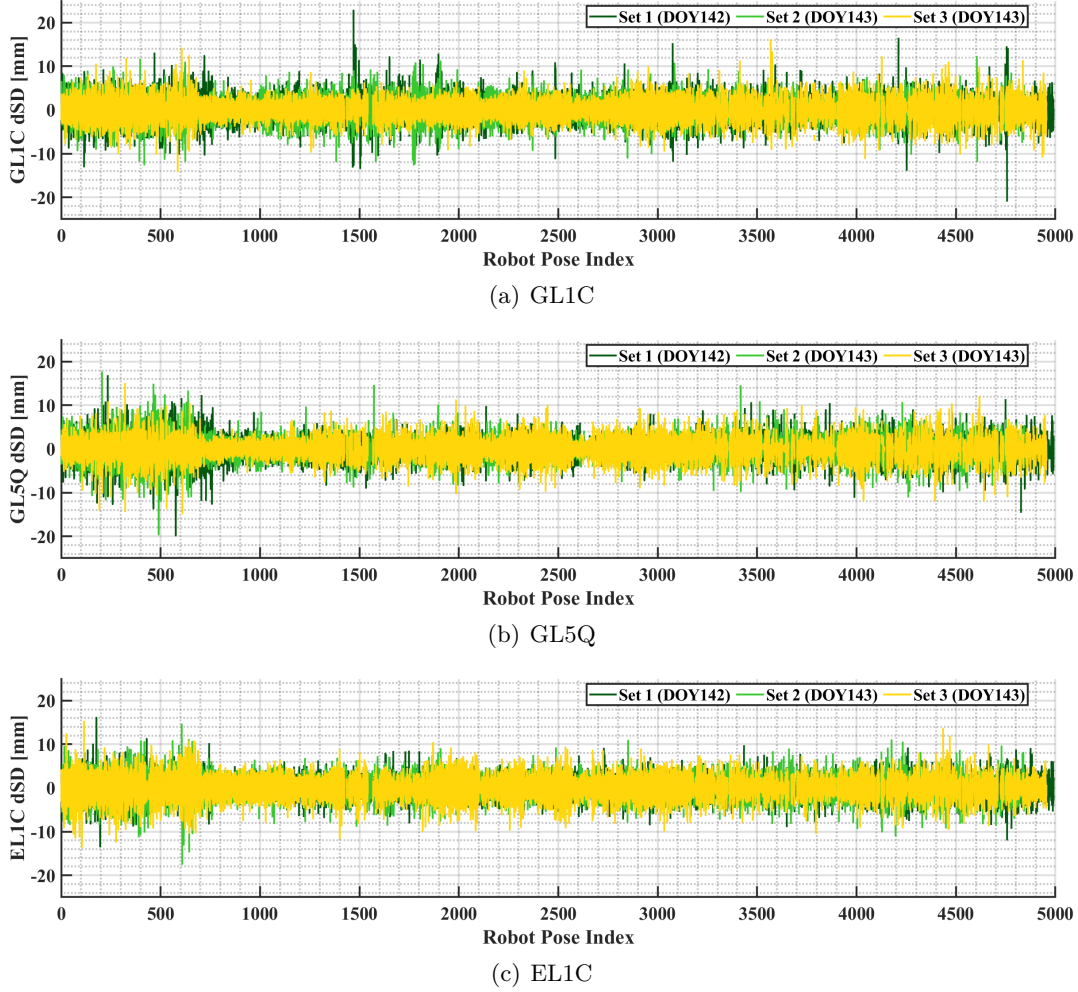 Set 1 (DOY142) Set 2 (DOY143) Set 3 (DOY143)
GL1C dSD [mm]
20
10
0
-10
-20
0 500 1000 1500 2000 2500 3000 3500 4000 4500 5000
Robot Pose Index
(a) GL1C
Set 1 (DOY142) Set 2 (DOY143) Set 3 (DOY143)
GL5Q dSD [mm]
20
10
0
-10
-20
0 500 1000 1500 2000 2500 3000 3500 4000 4500 5000
Robot Pose Index
(b) GL5Q
Set 1 (DOY142) Set 2 (DOY143) Set 3 (DOY143)
EL1C dSD [mm]
20
10
0
-10
-20
0 500 1000 1500 2000 2500 3000 3500 4000 4500 5000
Robot Pose Index
(c) EL1C